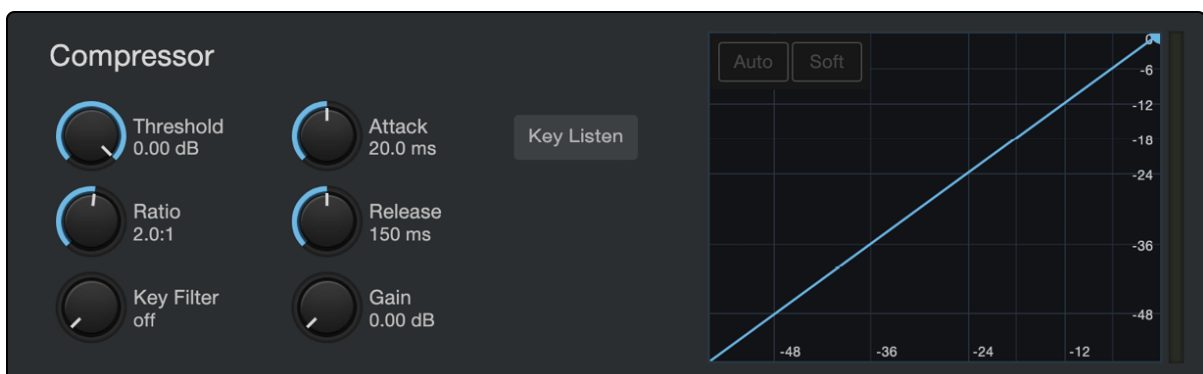 Compressor
Threshold
0.00 dB
Attack
20.0 ms
Key Listen
Ratio
2.0:1
Release
150 ms
Key Filter
off
Gain
0.00 dB
Auto
Soft
0
-6
-12
-18
-24
-36
-48
-48
-36
-24
-12